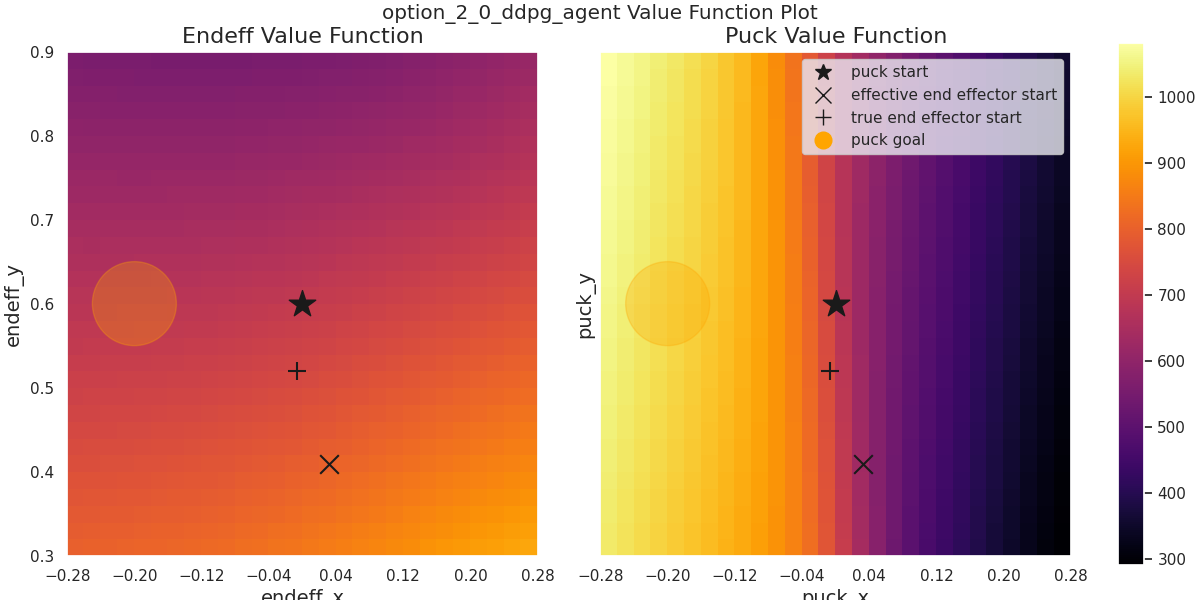 option_2_0_ddpg_agent Value Function Plot
Endeff Value Function
Puck Value Function
0.9
0.8
0.7
0.6
0.5
0.4
0.3
endeff_y
−0.28 −0.20 −0.12 −0.04 0.04 0.12 0.20 0.28
endeff_x
puck_y
puck start
effective end effector start
true end effector start
puck goal
−0.28 −0.20 −0.12 −0.04 0.04 0.12 0.20 0.28
puck_x
1000
900
800
700
600
500
400
300